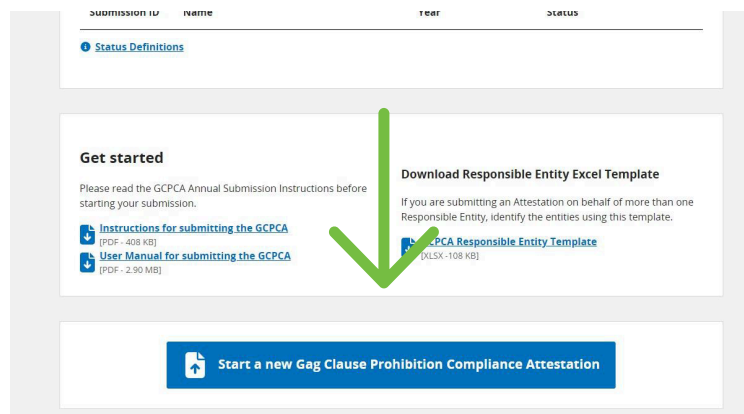 Submission ID Name Year Status
Status Definitions
Get started
Please read the GCPCA Annual Submission Instructions before
starting your submission.
Instructions for submitting the GCPCA
[PDF - 408 KB]
User Manual for submitting the GCPCA
[PDF - 2.90 MB]
Download Responsible Entity Excel Template
If you are submitting an Attestation on behalf of more than one
Responsible Entity, identify the entities using this template.
GCPCA Responsible Entity Template
[XLSX -108 KB]
Start a new Gag Clause Prohibition Compliance Attestation